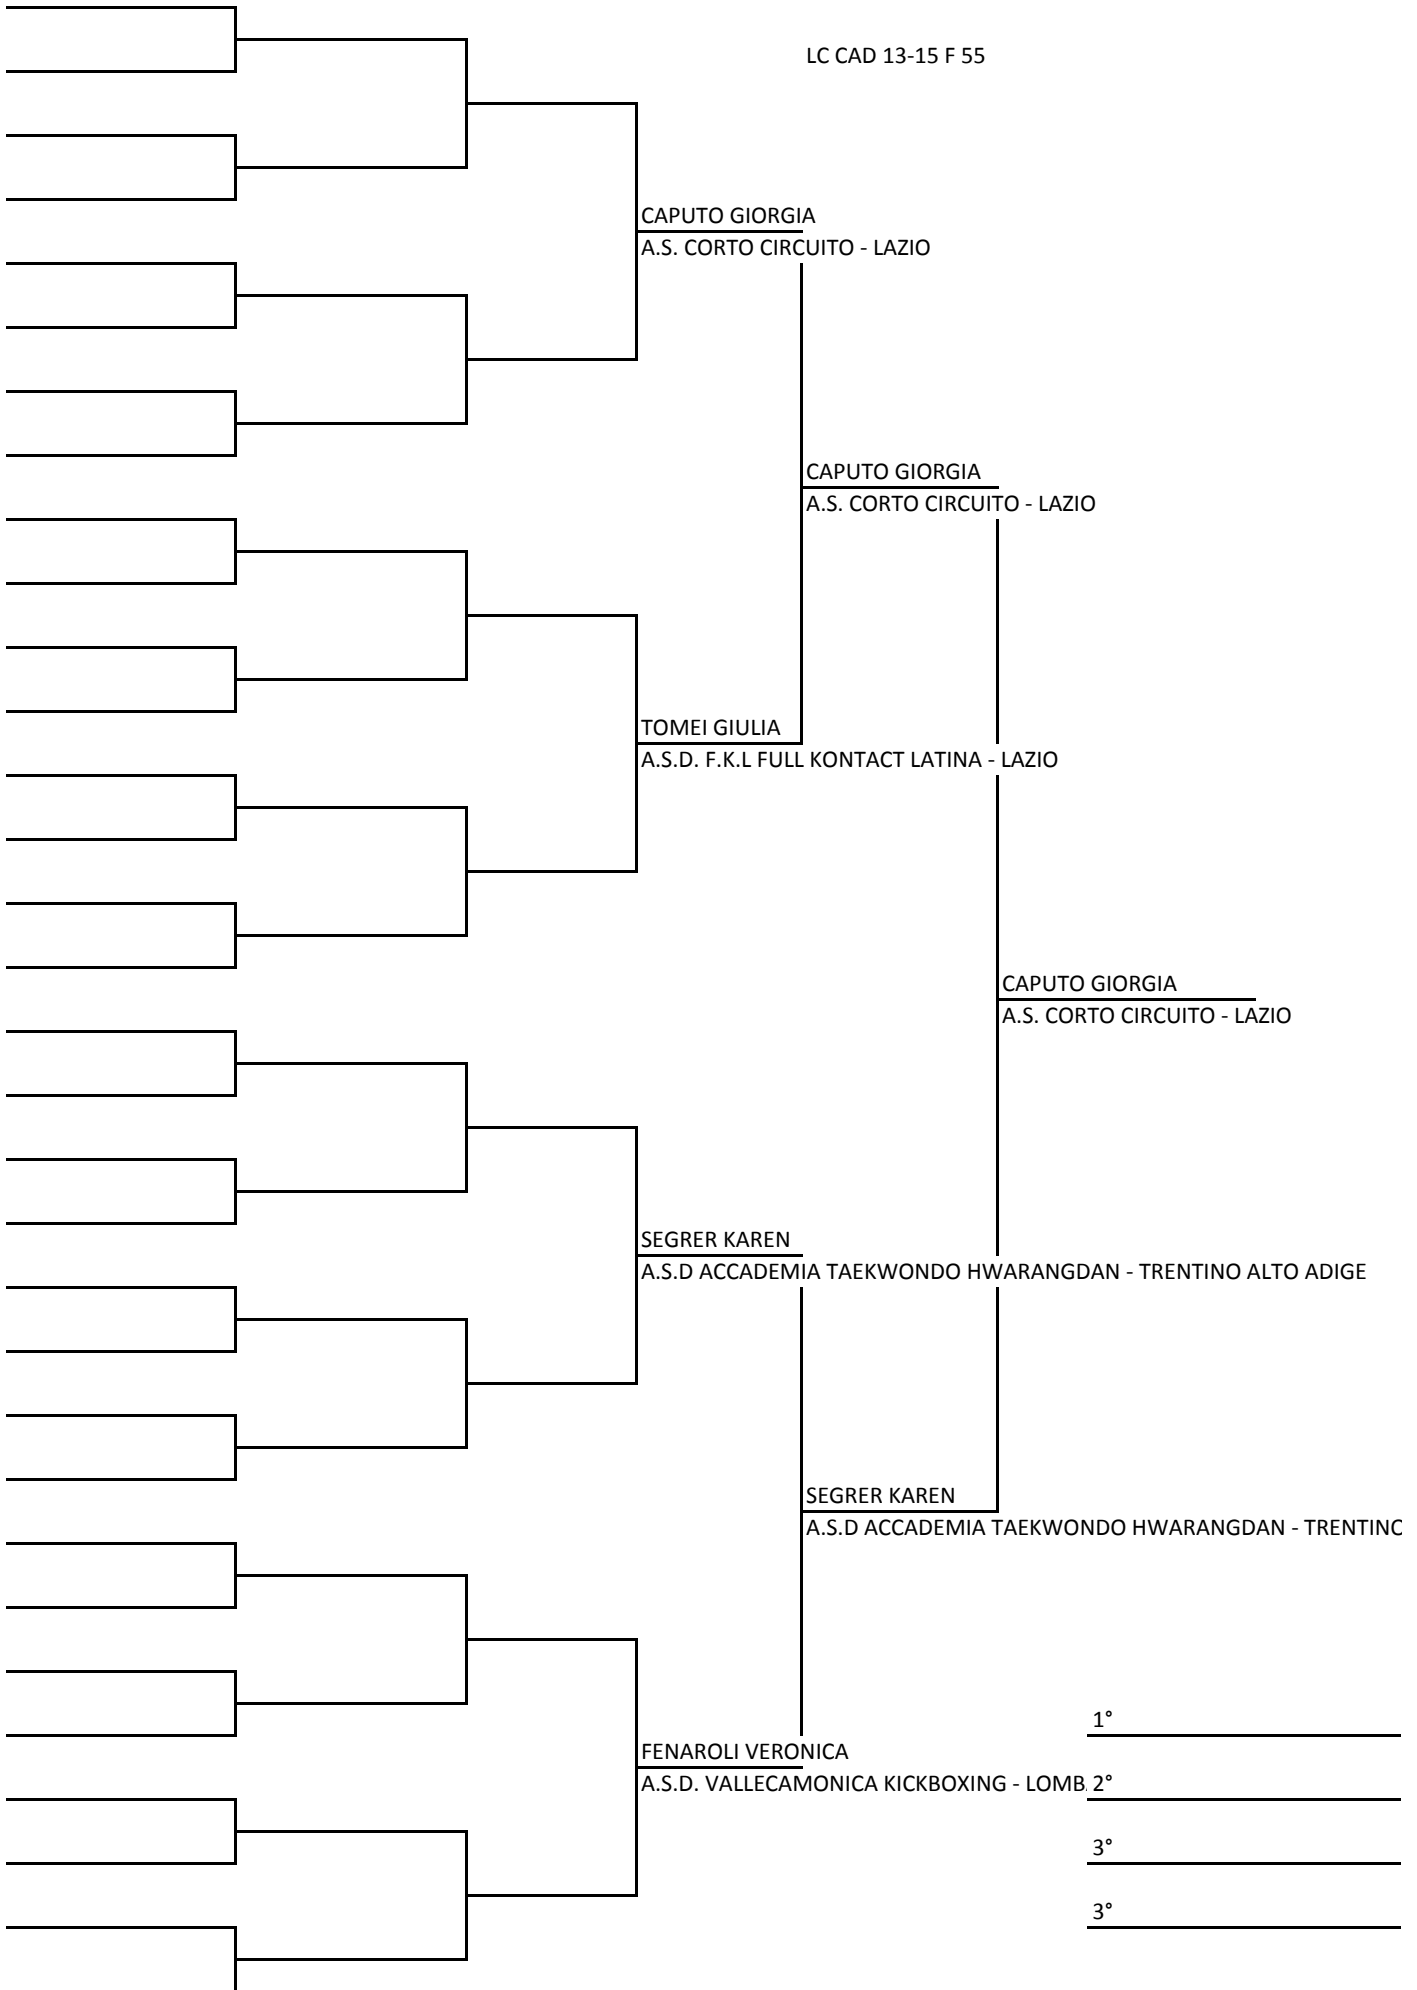 LC CAD 13-15 F 55
CAPUTO GIORGIA
A.S. CORTO CIRCUITO - LAZIO
CAPUTO GIORGIA
A.S. CORTO CIRCUITO - LAZIO
TOMEI GIULIA
A.S.D. F.K.L FULL KONTACT LATINA - LAZIO
CAPUTO GIORGIA
A.S. CORTO CIRCUITO - LAZIO
SEGRER KAREN
A.S.D ACCADEMIA TAEKWONDO HWARANGDAN - TRENTINO ALTO ADIGE
SEGRER KAREN
A.S.D ACCADEMIA TAEKWONDO HWARANGDAN - TRENTINO
1°
FENAROLI VERONICA
A.S.D. VALLECAMONICA KICKBOXING - LOMB
2°
3°
3°